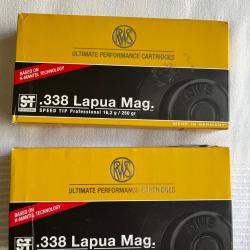 RWS
ULTIMATE PERFORMANCE CARTRIDGES
BASED ON
H-MANTEL TECHNOLOGY
ST
.338 Lapua Mag.
SPEED TIP Professional 16,2 g / 250 gr
MADE IN GERMANY
RWS
ULTIMATE PERFORMANCE CARTRIDGES
BASED ON
H-MANTEL TECHNOLOGY
ST
.338 Lapua Mag.